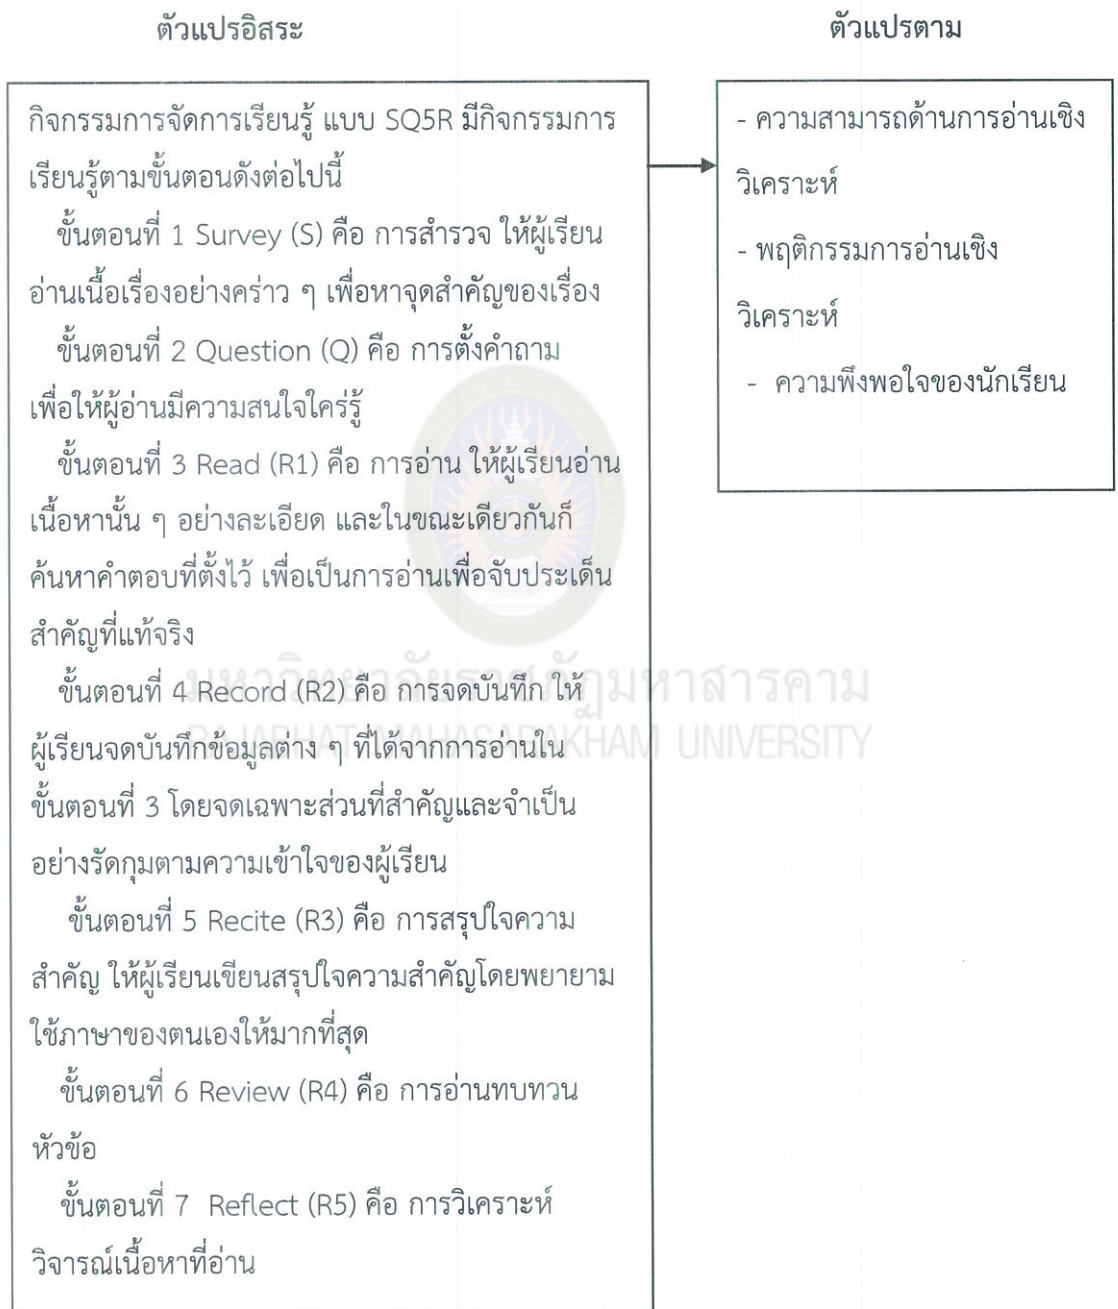 ตัวแปรอิสระ
ตัวแปรตาม
กิจกรรมการจัดการเรียนรู้ แบบ SQ5R มีกิจกรรมการ
เรียนรู้ตามขั้นตอนดังต่อไปนี้
ขั้นตอนที่ 1 Survey (S) คือ การสำรวจ ให้ผู้เรียน
อ่านเนื้อเรื่องอย่างคร่าว ๆ เพื่อหาจุดสำคัญของเรื่อง
ขั้นตอนที่ 2 Question (Q) คือ การตั้งคำถาม
เพื่อให้ผู้อ่านมีความสนใจใคร่รู้
ขั้นตอนที่ 3 Read (R1) คือ การอ่าน ให้ผู้เรียนอ่าน
เนื้อหานั้น ๆ อย่างละเอียด และในขณะเดียวกันก็
ค้นหาคำตอบที่ตั้งไว้ เพื่อเป็นการอ่านเพื่อจับประเด็น
สำคัญที่แท้จริง
ขั้นตอนที่ 4 Record (R2) คือ การจดบันทึก ให้
ผู้เรียนจดบันทึกข้อมูลต่าง ๆ ที่ได้จากการอ่านใน
ขั้นตอนที่ 3 โดยจดเฉพาะส่วนที่สำคัญและจำเป็น
อย่างรัดกุมตามความเข้าใจของผู้เรียน
ขั้นตอนที่ 5 Recite (R3) คือ การสรุปใจความ
สำคัญ ให้ผู้เรียนเขียนสรุปใจความสำคัญโดยพยายาม
ใช้ภาษาของตนเองให้มากที่สุด
ขั้นตอนที่ 6 Review (R4) คือ การอ่านทบทวน
หัวข้อ
ขั้นตอนที่ 7 Reflect (R5) คือ การวิเคราะห์
วิจารณ์เนื้อหาที่อ่าน
- ความสามารถด้านการอ่านเชิง
วิเคราะห์
- พฤติกรรมการอ่านเชิง
วิเคราะห์
- ความพึงพอใจของนักเรียน
มหาวิทยาลัยราชภัฏมหาสารคาม
RAJABHAT MAHASARAKHAM UNIVERSITY